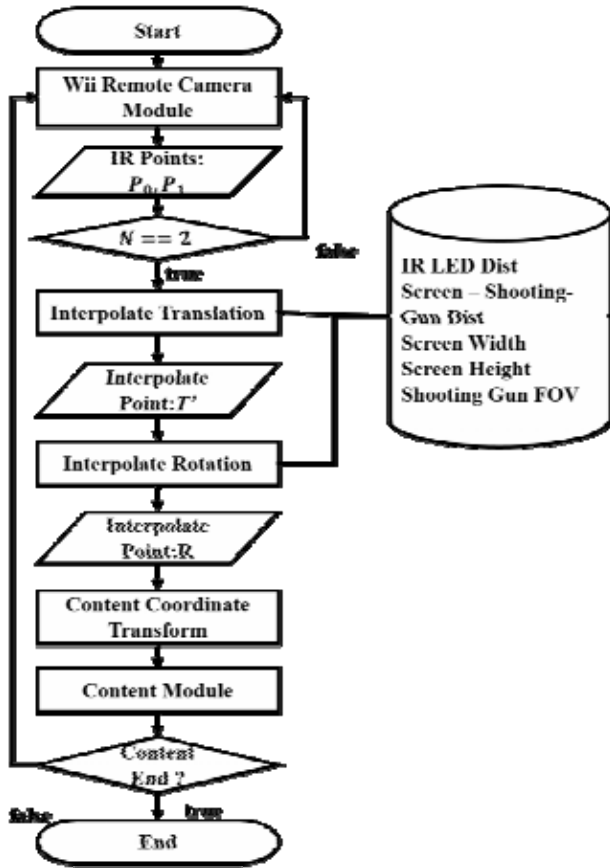 Start
Wii Remote Camera
Module
IR Points:
P₀, P₁
N == 2
false
true
IR LED Dist
Screen – Shooting-
Gun Dist
Screen Width
Screen Height
Shooting Gun FOV
Interpolate Translation
Interpolate
Point:T'
Interpolate Rotation
Interpolate
Point:R
Content Coordinate
Transform
Content Module
Content
End ?
false
true
End